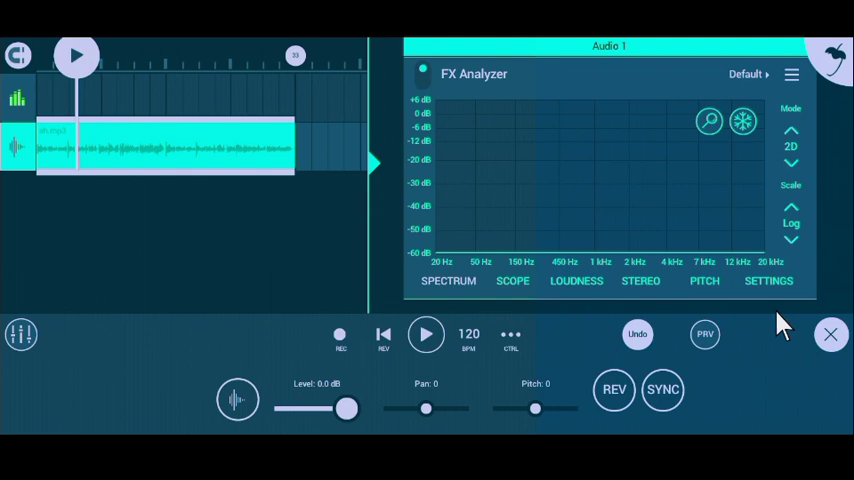 33
Audio 1
FX Analyzer
Default
ah.mp3
+6 dB
0 dB
-6 dB
-12 dB
-20 dB
-30 dB
-40 dB
-50 dB
-60 dB
20 Hz 50 Hz 150 Hz 450 Hz 1 kHz 2 kHz 4 kHz 7 kHz 12 kHz 20 kHz
Mode
2D
Scale
Log
SPECTRUM SCOPE LOUDNESS STEREO PITCH SETTINGS
120
REC REV BPM CTRL
Undo
PRV
Level: 0.0 dB Pan: 0 Pitch: 0
REV SYNC